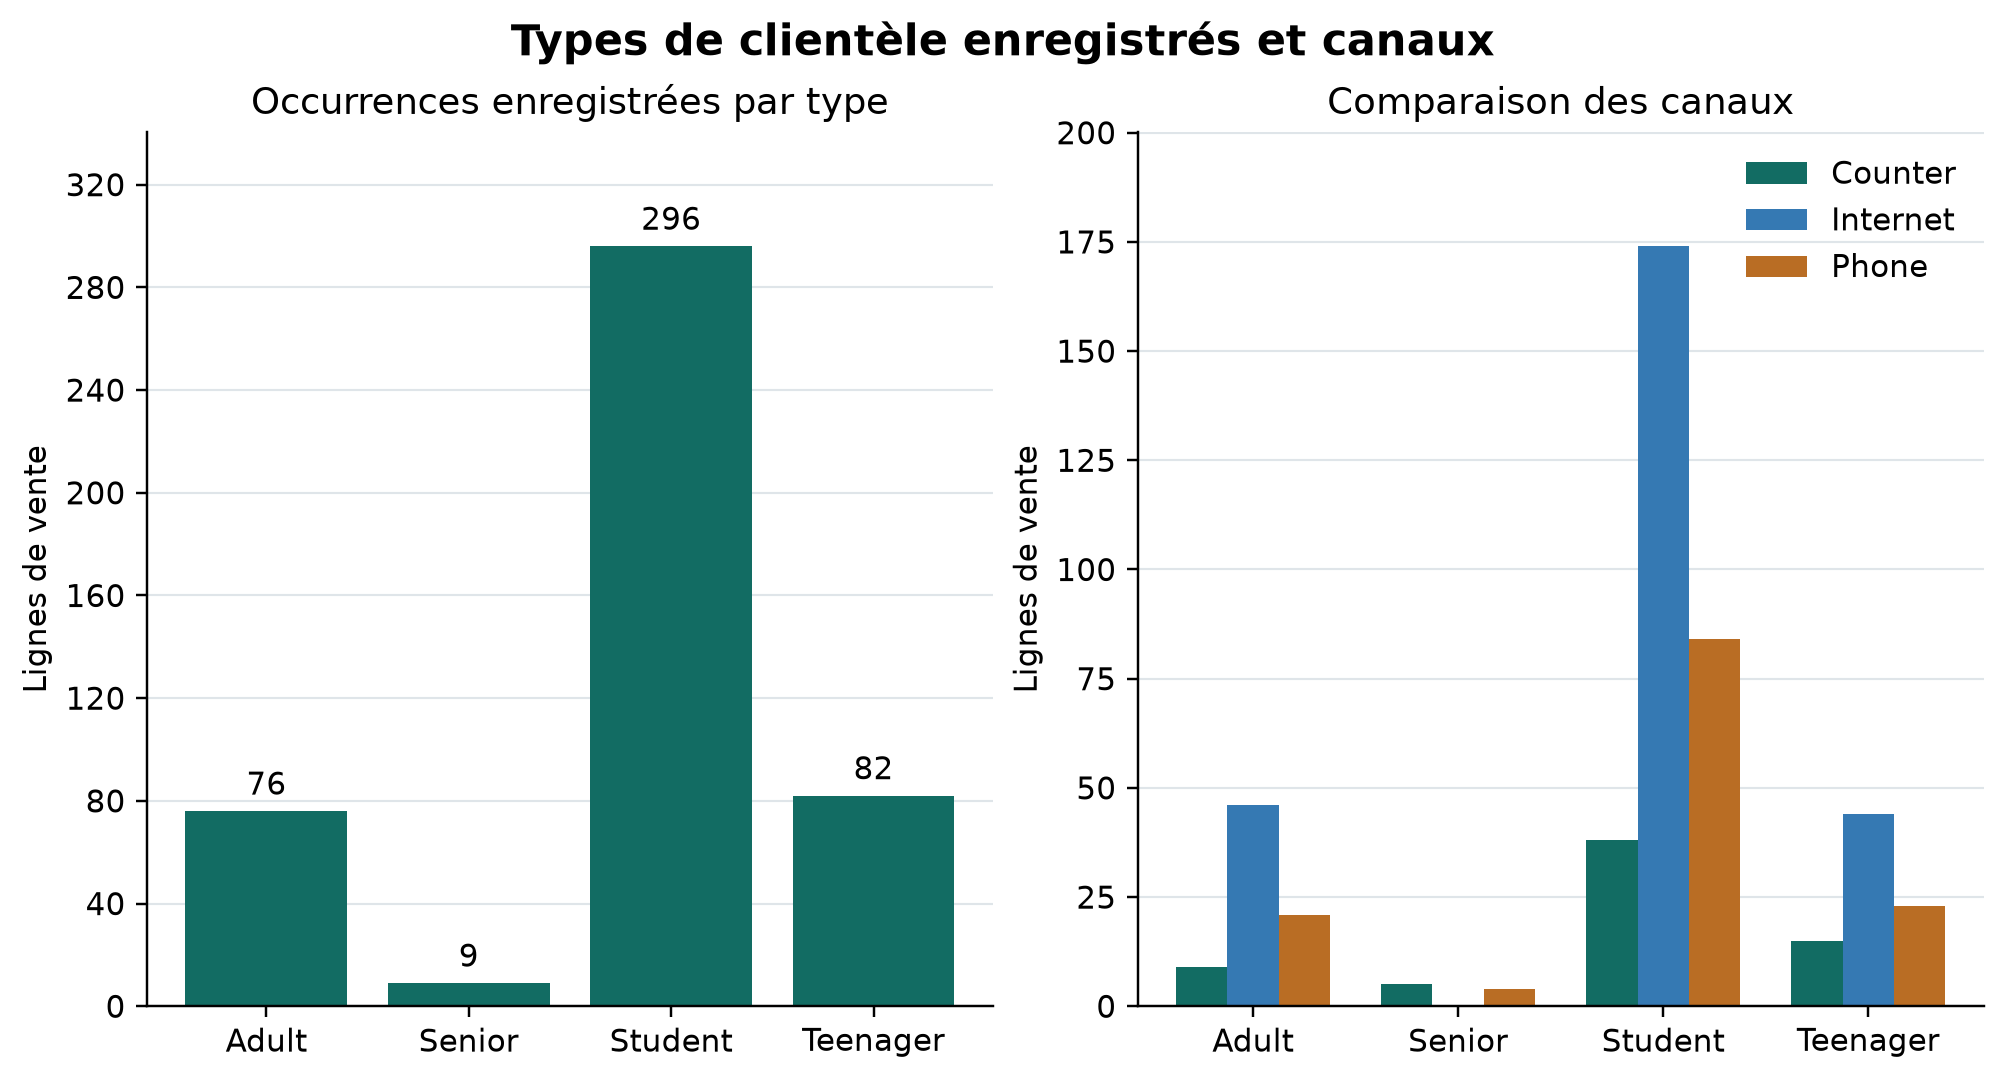 Types de clientèle enregistrés et canaux
Occurrences enregistrées par type
Lignes de vente
320
280
240
200
160
120
80
40
0
76
9
296
82
Adult
Senior
Student
Teenager
Comparaison des canaux
Lignes de vente
200
175
150
125
100
75
50
25
0
Counter
Internet
Phone
Adult
Senior
Student
Teenager